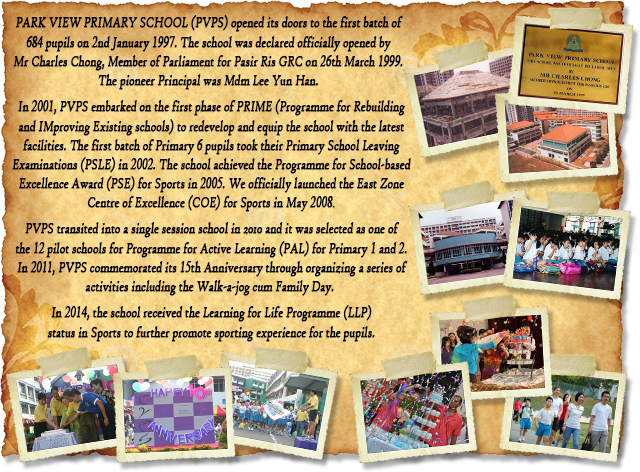 PARK VIEW PRIMARY SCHOOL (PVPS) opened its doors to the first batch of
684 pupils on 2nd January 1997. The school was declared officially opened by
Mr Charles Chong, Member of Parliament for Pasir Ris GRC on 26th March 1999.
The pioneer Principal was Mdm Lee Yun Han.
In 2001, PVPS embarked on the first phase of PRIME (Programme for Rebuilding
and IMproving Existing schools) to redevelop and equip the school with the latest
facilities. The first batch of Primary 6 pupils took their Primary School Leaving
Examinations (PSLE) in 2002. The school achieved the Programme for School-based
Excellence Award (PSE) for Sports in 2005. We officially launched the East Zone
Centre of Excellence (COE) for Sports in May 2008.
PVPS transited into a single session school in 2010 and it was selected as one of
the 12 pilot schools for Programme for Active Learning (PAL) for Primary 1 and 2.
In 2011, PVPS commemorated its 15th Anniversary through organizing a series of
activities including the Walk-a-jog cum Family Day.
In 2014, the school received the Learning for Life Programme (LLP)
status in Sports to further promote sporting experience for the pupils.
PARK VIEW PRIMARY SCHOOL
BY
MR CHARLES CHONG
ON
HAPPY 10
ANNIVERSARY